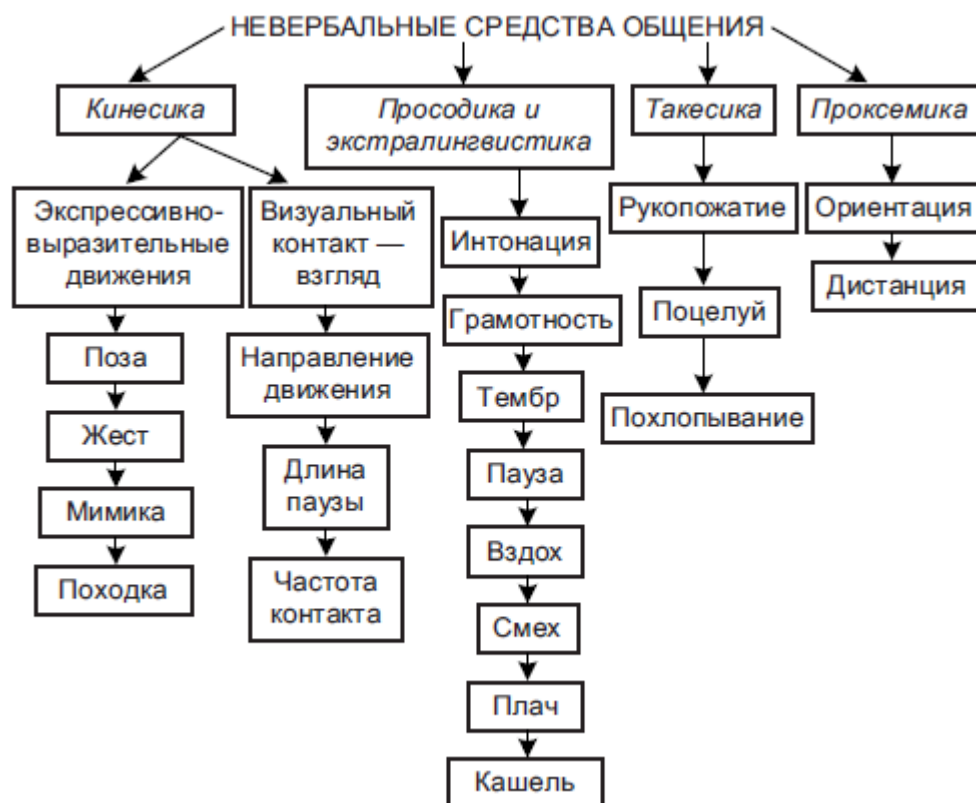 НЕВЕРБАЛЬНЫЕ СРЕДСТВА ОБЩЕНИЯ
Кинесика
Просодика и
экстралингвистика
Такесика
Проксемика
Экспрессивно-
выразительные
движения
Поза
Жест
Мимика
Походка
Визуальный
контакт —
взгляд
Направление
движения
Длина
паузы
Частота
контакта
Интонация
Грамотность
Тембр
Пауза
Вздох
Смех
Плач
Кашель
Рукопожатие
Поцелуй
Похлопывание
Ориентация
Дистанция